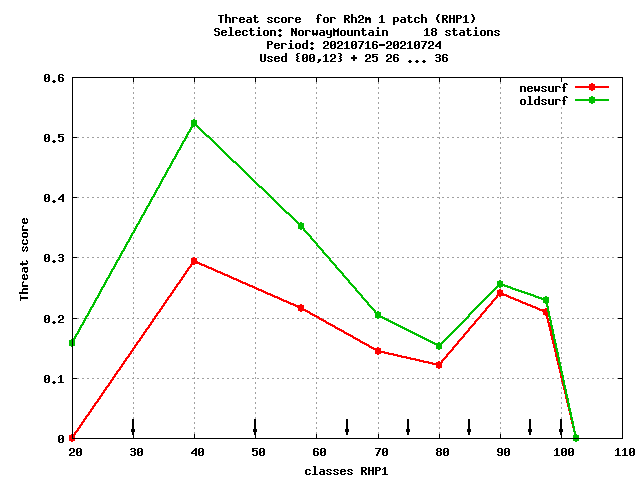 Threat score  for Rh2m 1 patch (RHP1)
Selection: NorwayMountain     18 stations
Period: 20210716-20210724
Used {00,12} + 25 26 ... 36
newsurf
oldsurf
0.6
0.5
0.4
0.3
0.2
0.1
0
Threat score
20 30 40 50 60 70 80 90 100 110
classes RHP1